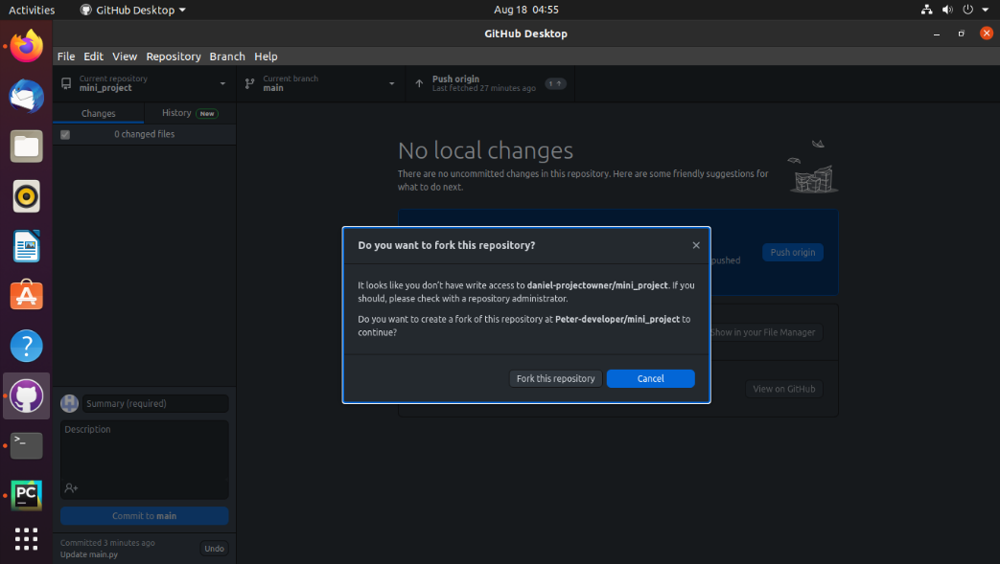 Activities
GitHub Desktop
Aug 18 04:55
GitHub Desktop
File Edit View Repository Branch Help
Current repository
mini_project
Current branch
main
Push origin
Last fetched 27 minutes ago
1
Changes
History New
0 changed files
No local changes
There are no uncommitted changes in this repository. Here are some friendly suggestions for
what to do next.
pushed
Push origin
Show in your File Manager
View on GitHub
Do you want to fork this repository?
It looks like you don't have write access to daniel-projectowner/mini_project. If you
should, please check with a repository administrator.
Do you want to create a fork of this repository at Peter-developer/mini_project to
continue?
Fork this repository
Cancel
Summary (required)
Description
Commit to main
Committed 3 minutes ago
Update main.py
Undo
>_
PC